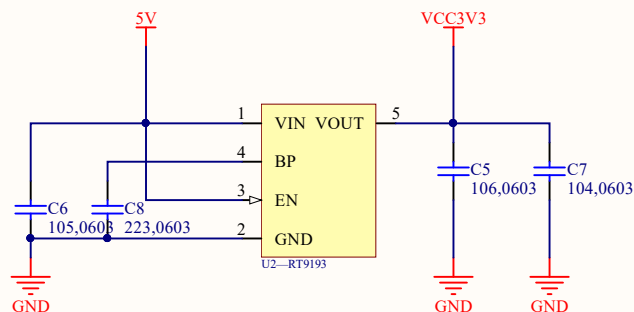 5V
VCC3V3
1
VIN
VOUT
5
4
BP
C5
106,0603
C7
104,0603
3
EN
C6
105,0603
C8
223,0603
2
GND
U2—RT9193
GND
GND
GND